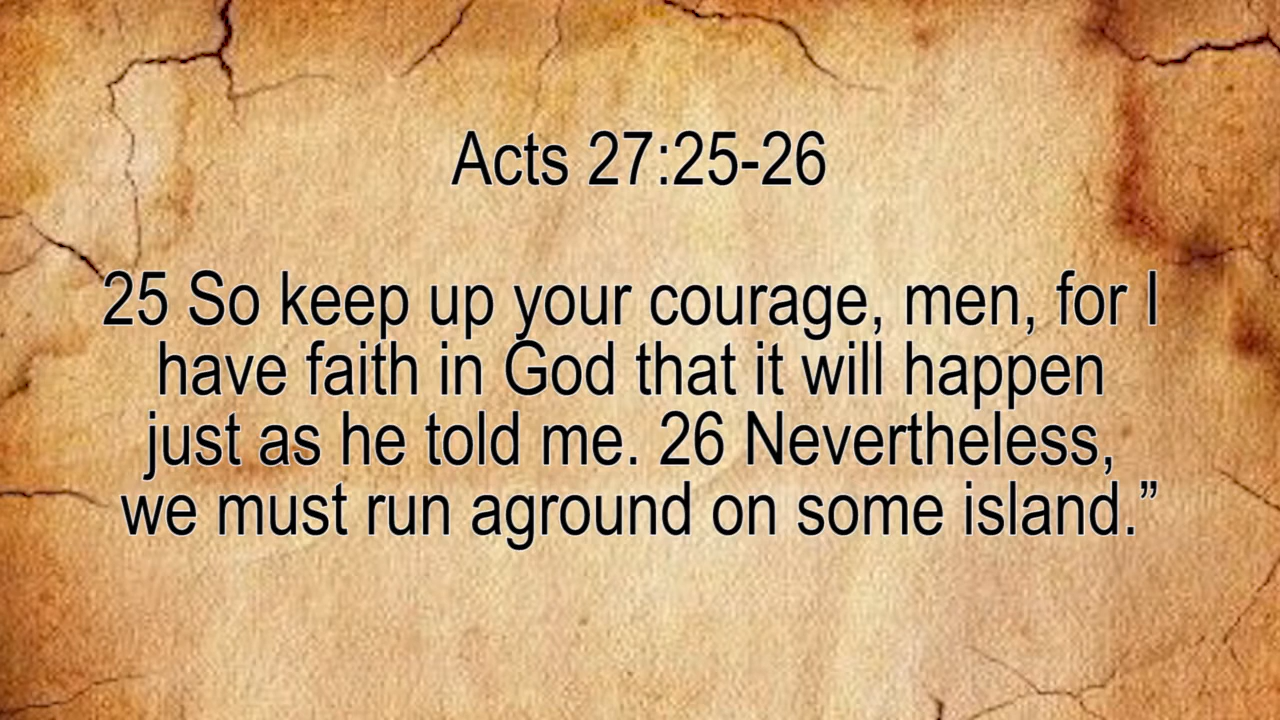 Acts 27:25-26
25 So keep up your courage, men, for I
have faith in God that it will happen
just as he told me. 26 Nevertheless,
we must run aground on some island.”